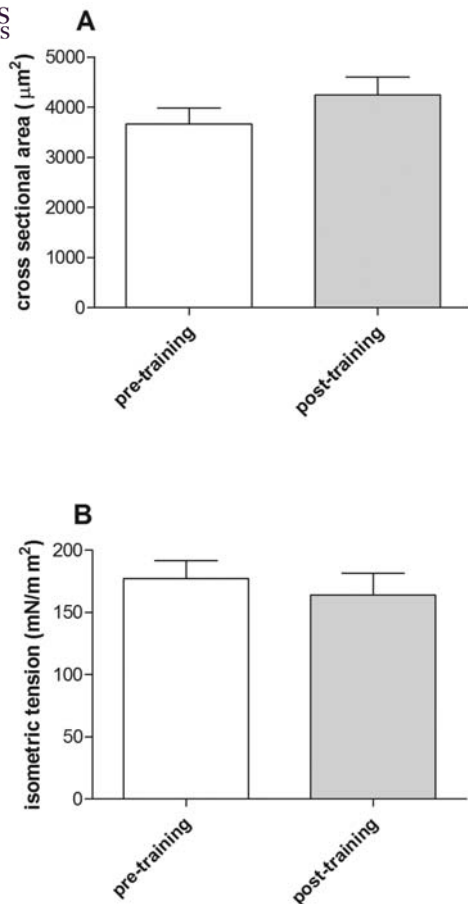 S
S
A
cross sectional area ( μm²)
5000
4000
3000
2000
1000
0
pre-training
post-training
B
isometric tension (mN/m m²)
200
150
100
50
0
pre-training
post-training